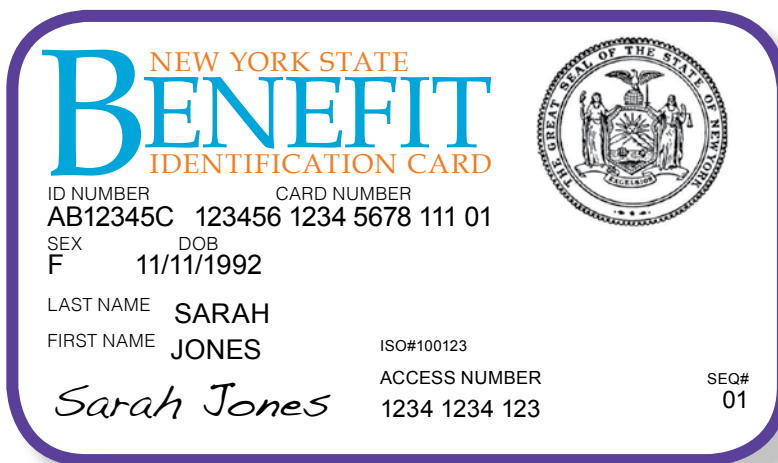 NEW YORK STATE
BENEFIT
IDENTIFICATION CARD
THE GREAT SEAL OF THE STATE OF NEW YORK
EXCELSIOR
ID NUMBER CARD NUMBER
AB12345C 123456 1234 5678 111 01
SEX DOB
F 11/11/1992
LAST NAME SARAH
FIRST NAME JONES
ISO#100123
Sarah Jones
ACCESS NUMBER
1234 1234 123
SEQ#
01